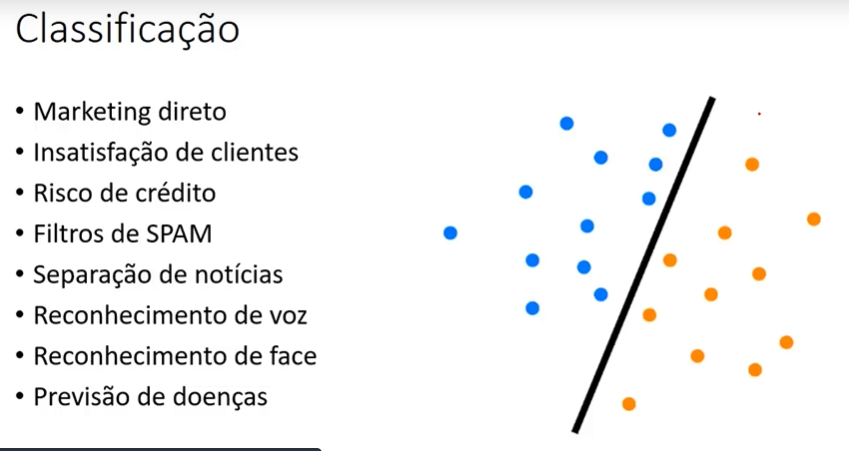 Classificação
• Marketing direto
• Insatisfação de clientes
• Risco de crédito
• Filtros de SPAM
• Separação de notícias
• Reconhecimento de voz
• Reconhecimento de face
• Previsão de doenças